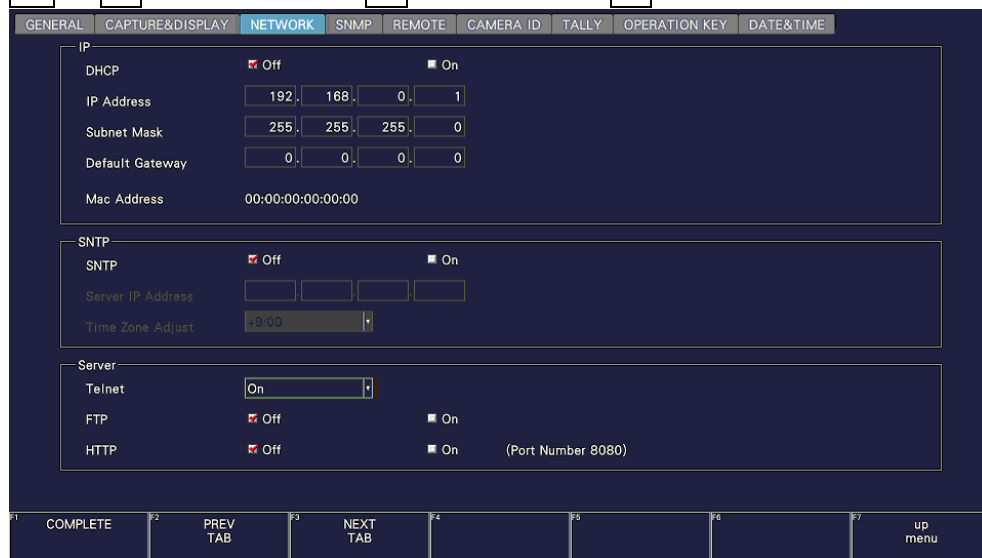 GENERAL CAPTURE&DISPLAY NETWORK SNMP REMOTE CAMERA ID TALLY OPERATION KEY DATE&TIME
IP
DHCP Off On
IP Address 192. 168. 0. 1
Subnet Mask 255. 255. 255. 0
Default Gateway 0. 0. 0. 0
Mac Address 00:00:00:00:00:00
SNTP
SNTP Off On
Server IP Address
Time Zone Adjust +9:00
Server
Telnet On
FTP Off On
HTTP Off On (Port Number 8080)
F1 COMPLETE F2 PREV TAB F3 NEXT TAB F4 F5 F6 F7 up menu